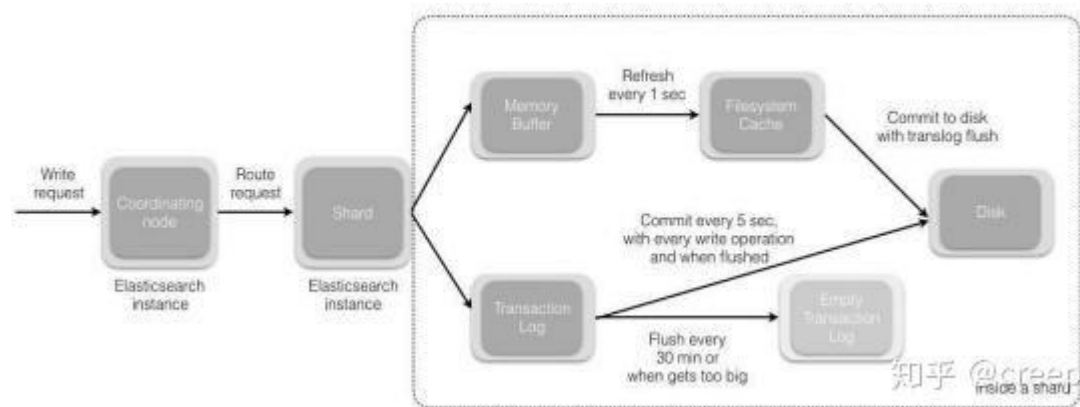 Write
request
Coordinating
node
Elasticsearch
instance
Route
request
Shard
Elasticsearch
instance
Memory
Buffer
Refresh
every 1 sec
Filesystem
Cache
Commit to disk
with translog flush
Disk
Commit every 5 sec,
with every write operation
and when flushed
Transaction
Log
Flush every
30 min or
when gets too big
Empty
Transaction
Log
知乎 @creed
Inside a shard